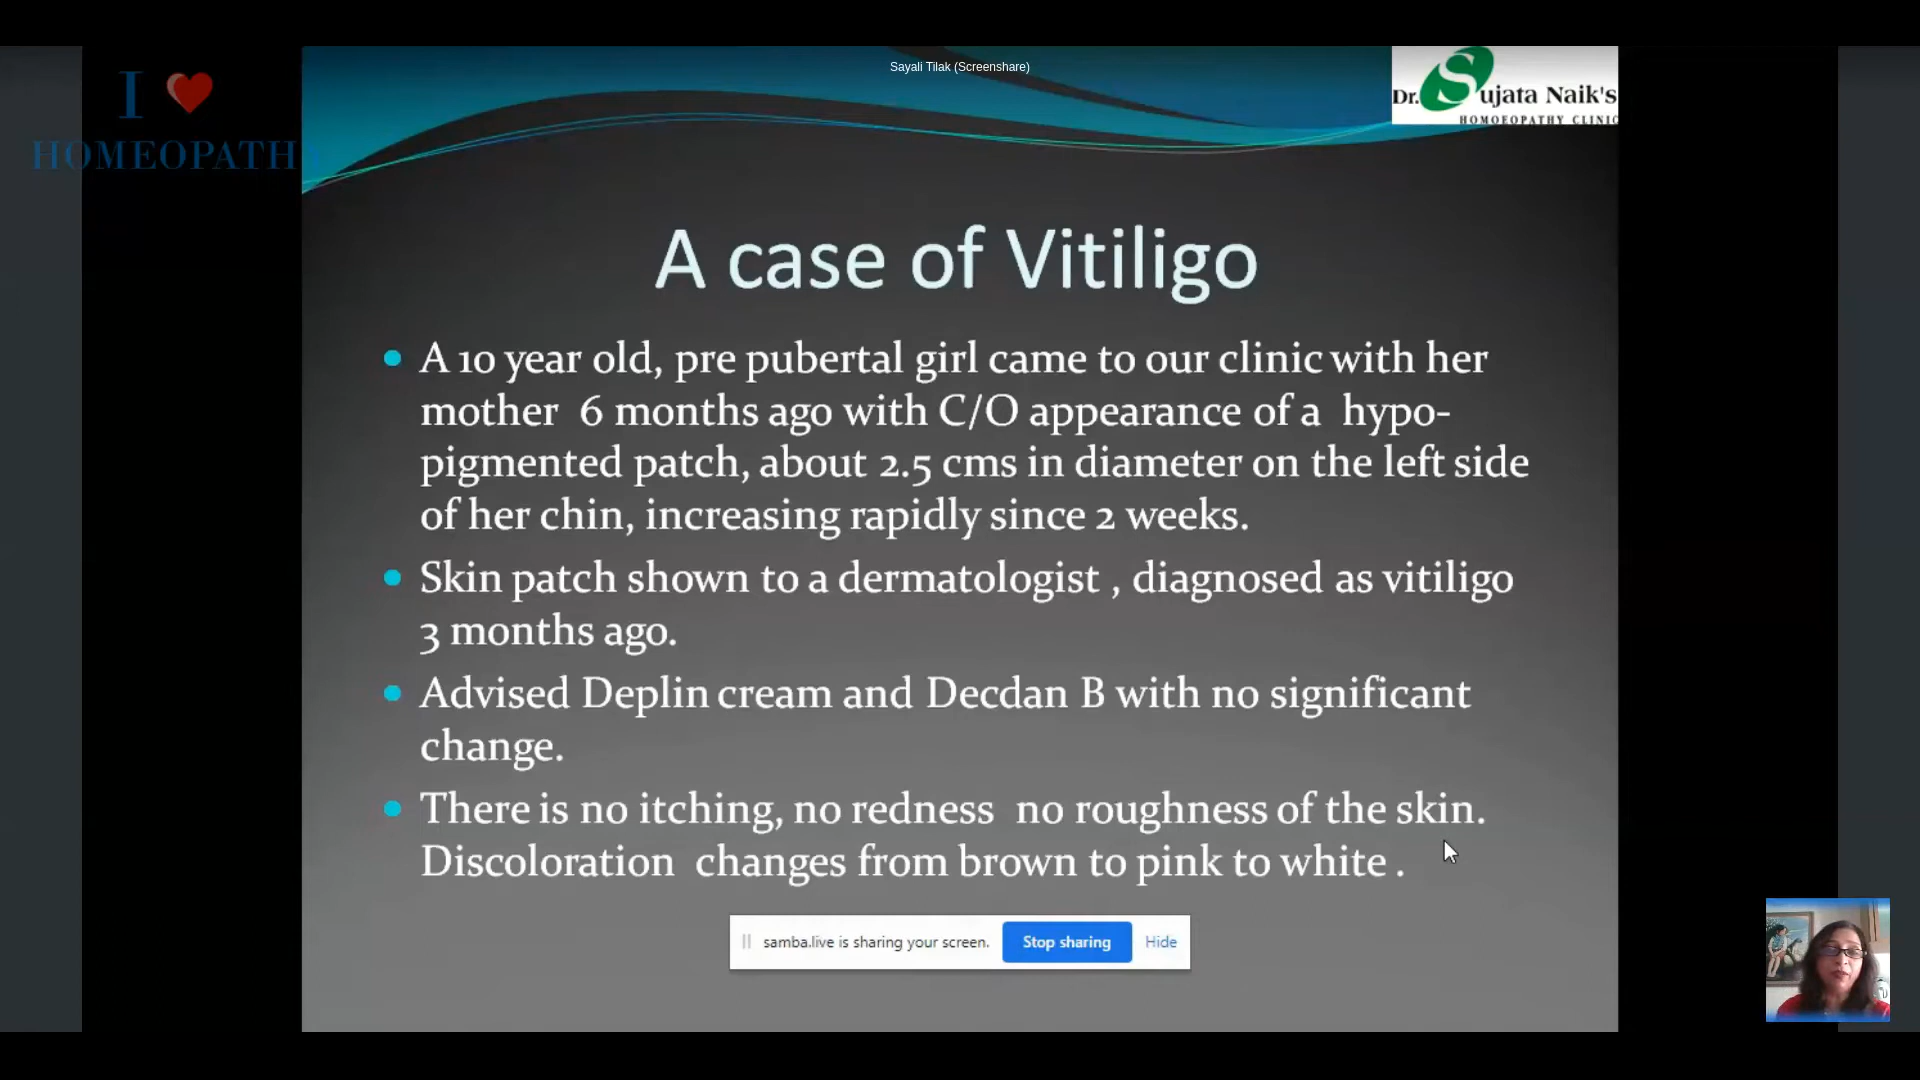 Sayali Tilak (Screenshare)
I
HOMEOPATHY
Dr. Sujata Naik's
HOMOEOPATHY CLINIC
A case of Vitiligo
A 10 year old, pre pubertal girl came to our clinic with her
mother 6 months ago with C/O appearance of a hypo-
pigmented patch, about 2.5 cms in diameter on the left side
of her chin, increasing rapidly since 2 weeks.
Skin patch shown to a dermatologist , diagnosed as vitiligo
3 months ago.
Advised Deplin cream and Decdan B with no significant
change.
There is no itching, no redness no roughness of the skin.
Discoloration changes from brown to pink to white .
samba.live is sharing your screen. Stop sharing Hide